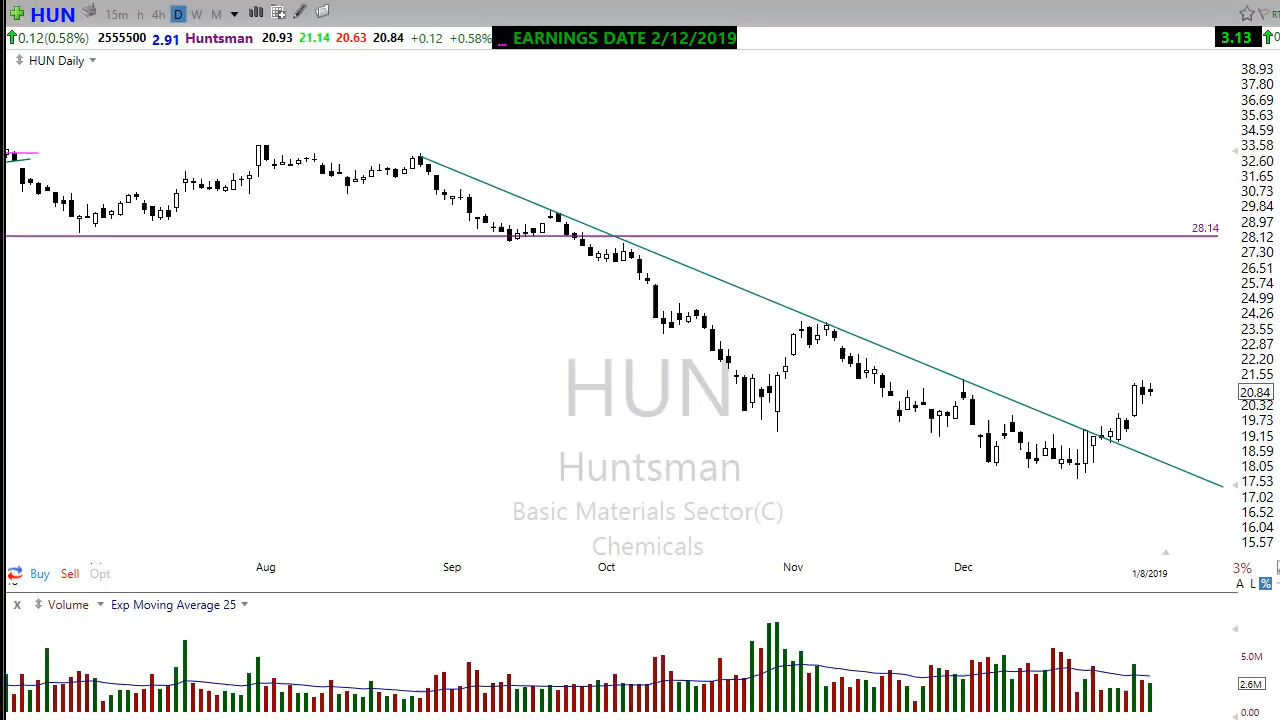 HUN 15m h 4h D W M
0.12(0.58%) 2555500 2.91 Huntsman 20.93 21.14 20.63 20.84 +0.12 +0.58% _ EARNINGS DATE 2/12/2019 3.13
HUN Daily
38.93
37.80
36.69
35.63
34.59
33.58
32.60
31.65
30.73
29.84
28.97
28.14
28.12
27.30
26.51
25.74
24.99
24.26
23.55
22.87
22.20
21.55
20.84
20.32
19.73
19.15
18.59
18.05
17.53
17.02
16.52
16.04
15.57
HUN
Huntsman
Basic Materials Sector(C)
Chemicals
Aug Sep Oct Nov Dec
Buy Sell Opt 1/8/2019 3%
A L %
x Volume Exp Moving Average 25
5.0M
2.6M
0.00